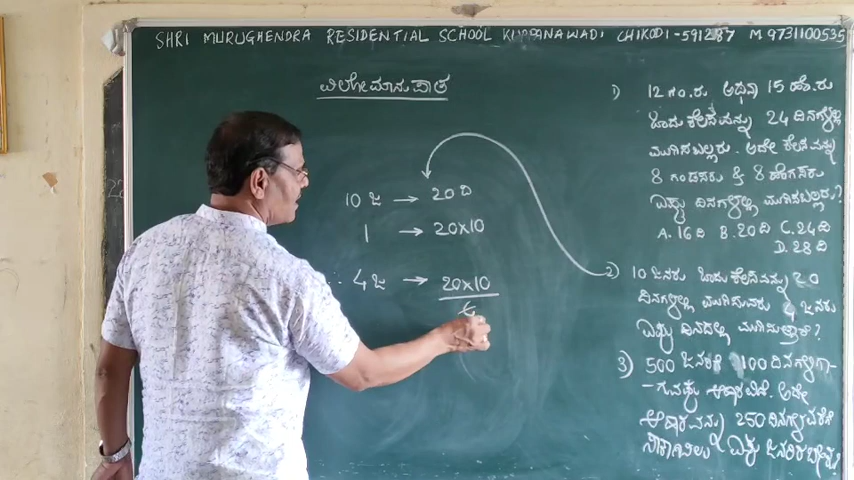 SHRI MURUGHENDRA RESIDENTIAL SCHOOL KUPPANAWADI CHIKODI-591287 M 9731100535
ವಿಲೋಮಾನುಪಾತ
10 ಜ → 20 ದಿ
1 → 20×10
∴ 4 ಜ → 20×10
1) 12 ಗಂ.ರು ಅಥವಾ 15 ಹೆಂ.ರು
ಒಂದು ಕೆಲಸವನ್ನು 24 ದಿನಗಳಲ್ಲಿ
ಮುಗಿಸಬಲ್ಲರು. ಅದೇ ಕೆಲಸವನ್ನು
8 ಗಂಡಸರು & 8 ಹೆಂಗಸರು
ಎಷ್ಟು ದಿನಗಳಲ್ಲಿ ಮುಗಿಸಬಲ್ಲರು?
A. 16 ದಿ B. 20 ದಿ C. 24 ದಿ
D. 28 ದಿ
2) 10 ಜನರು ಒಂದು ಕೆಲಸವನ್ನು 20
ದಿನಗಳಲ್ಲಿ ಮುಗಿಸುವರು 4 ಜನರು
ಎಷ್ಟು ದಿನದಲ್ಲಿ ಮುಗಿಸುತ್ತಾರೆ?
3) 500 ಜನರಿಗೆ 100 ದಿನಗಳಿಗಾ-
-ಗುವಷ್ಟು ಆಹಾರವಿದೆ. ಅದೇ
ಆಹಾರವನ್ನು 250 ದಿನಗಳವರೆಗೆ
ಎಷ್ಟು ಜನರಿರಬೇಕು?